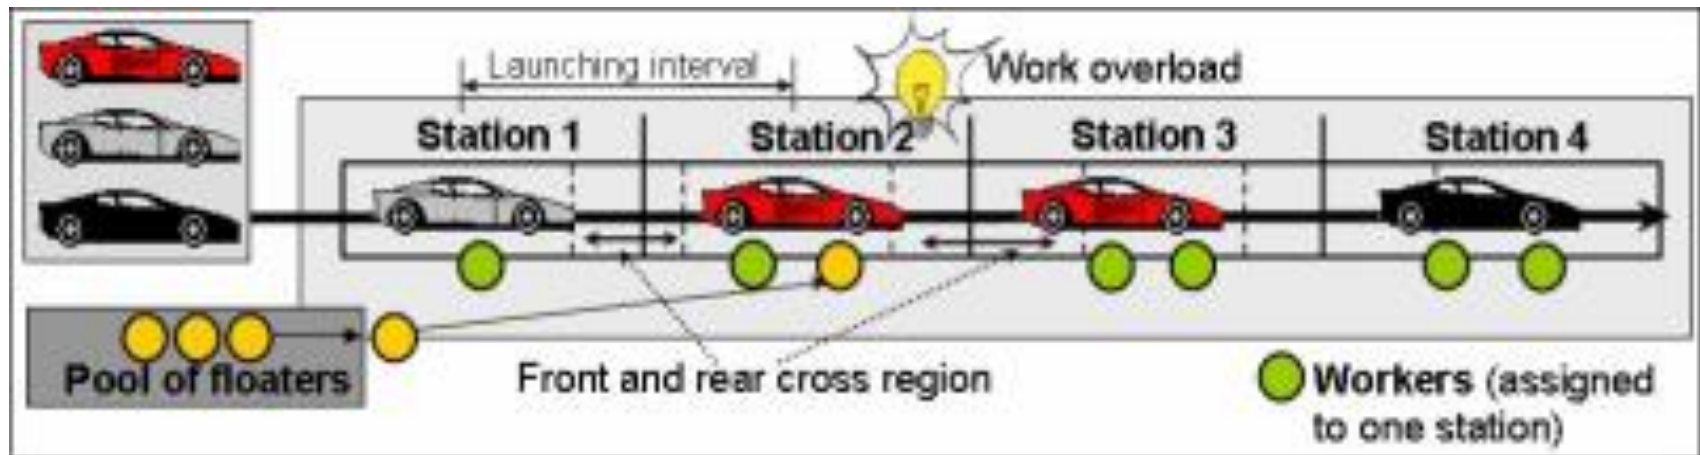 Launching interval
Work overload
Station 1
Station 2
Station 3
Station 4
Pool of floaters
Front and rear cross region
Workers (assigned
to one station)